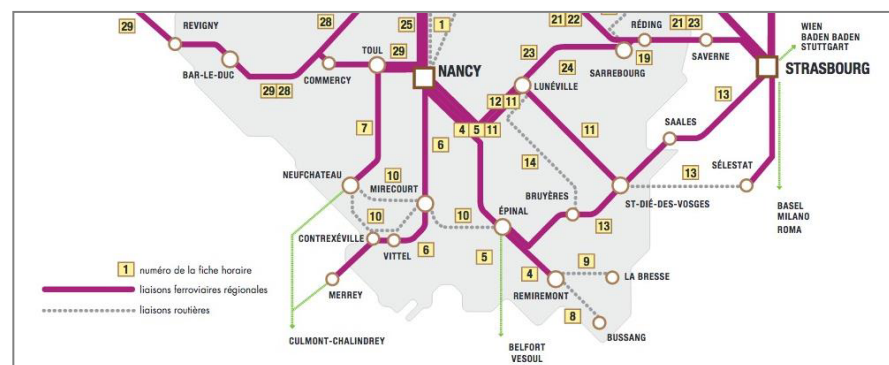 29
28
25
1
21 22
RÉDING
21 23
REVIGNY
TOUL
29
23
WIEN
BADEN BADEN
STUTTGART
BAR-LE-DUC
COMMERCY
NANCY
24
SARREBOURG
19
SAVERNE
STRASBOURG
29 28
LUNÉVILLE
12 11
13
7
4 5 11
11
SAALES
6
14
NEUFCHATEAU
10
MIRECOURT
BRUYÈRES
13
SÉLESTAT
10
10
ÉPINAL
ST-DIÉ-DES-VOSGES
BASEL
MILANO
ROMA
CONTREXÉVILLE
VITTEL
6
5
13
9
LA BRESSE
4
REMIREMONT
MERREY
8
BUSSANG
1 numéro de la fiche horaire
liaisons ferroviaires régionales
liaisons routières
CULMONT-CHALINDREY
BELFORT
VESOUL